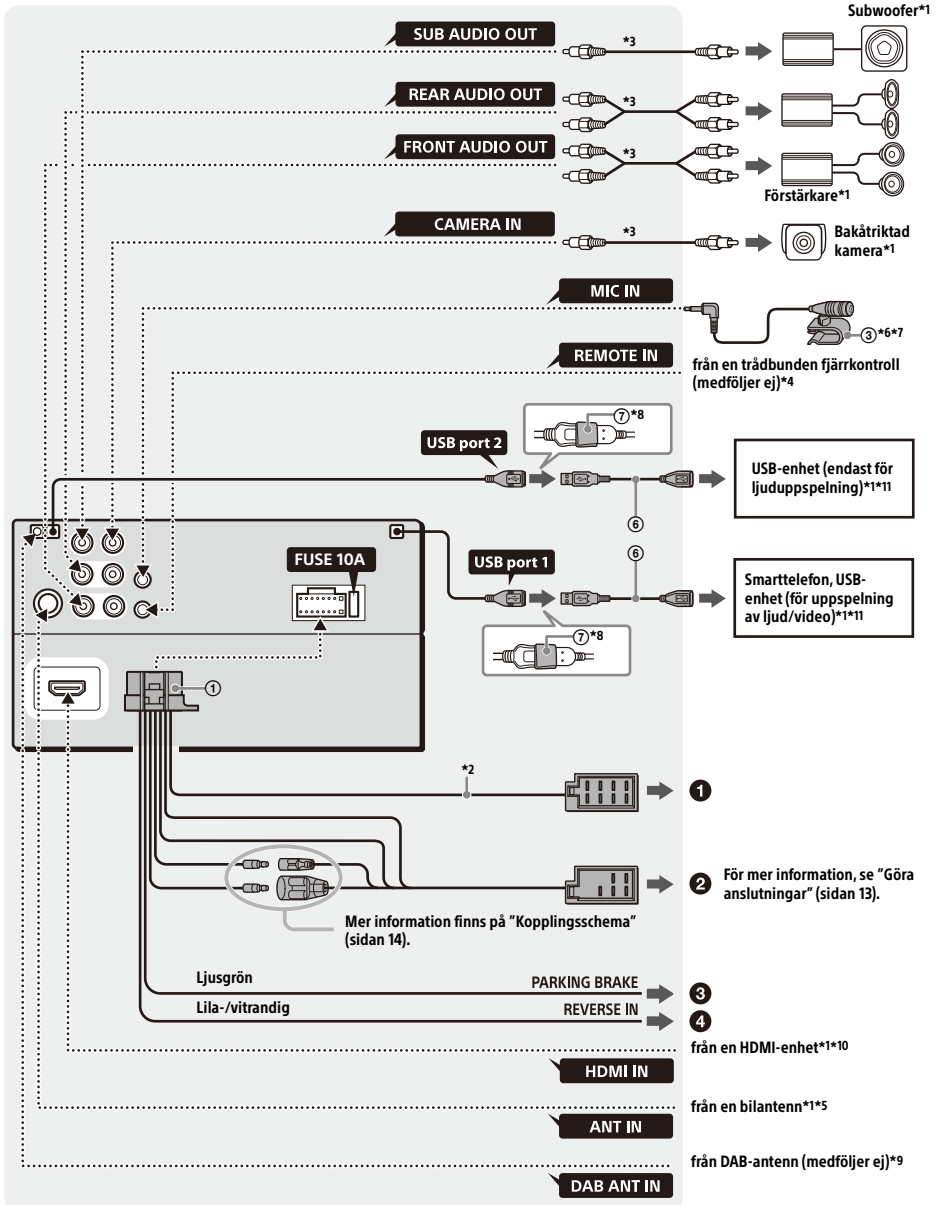 Subwoofer*1
SUB AUDIO OUT
*3
REAR AUDIO OUT
*3
FRONT AUDIO OUT
*3
Förstärkare*1
CAMERA IN
*3
Bakåtriktad
kamera*1
MIC IN
③*6*7
REMOTE IN
från en trådbunden fjärrkontroll
(medföljer ej)*4
⑦*8
USB port 2
USB-enhet (endast för
ljuduppspelning)*1*11
⑥
⑥
FUSE 10A
USB port 1
Smarttelefon, USB-
enhet (för uppspelning
av ljud/video)*1*11
⑦*8
①
*2
❶
❷
För mer information, se "Göra
anslutningar" (sidan 13).
Mer information finns på "Kopplingsschema"
(sidan 14).
Ljusgrön
PARKING BRAKE
❸
Lila-/vitrandig
REVERSE IN
❹
från en HDMI-enhet*1*10
HDMI IN
från en bilantenn*1*5
ANT IN
från DAB-antenn (medföljer ej)*9
DAB ANT IN